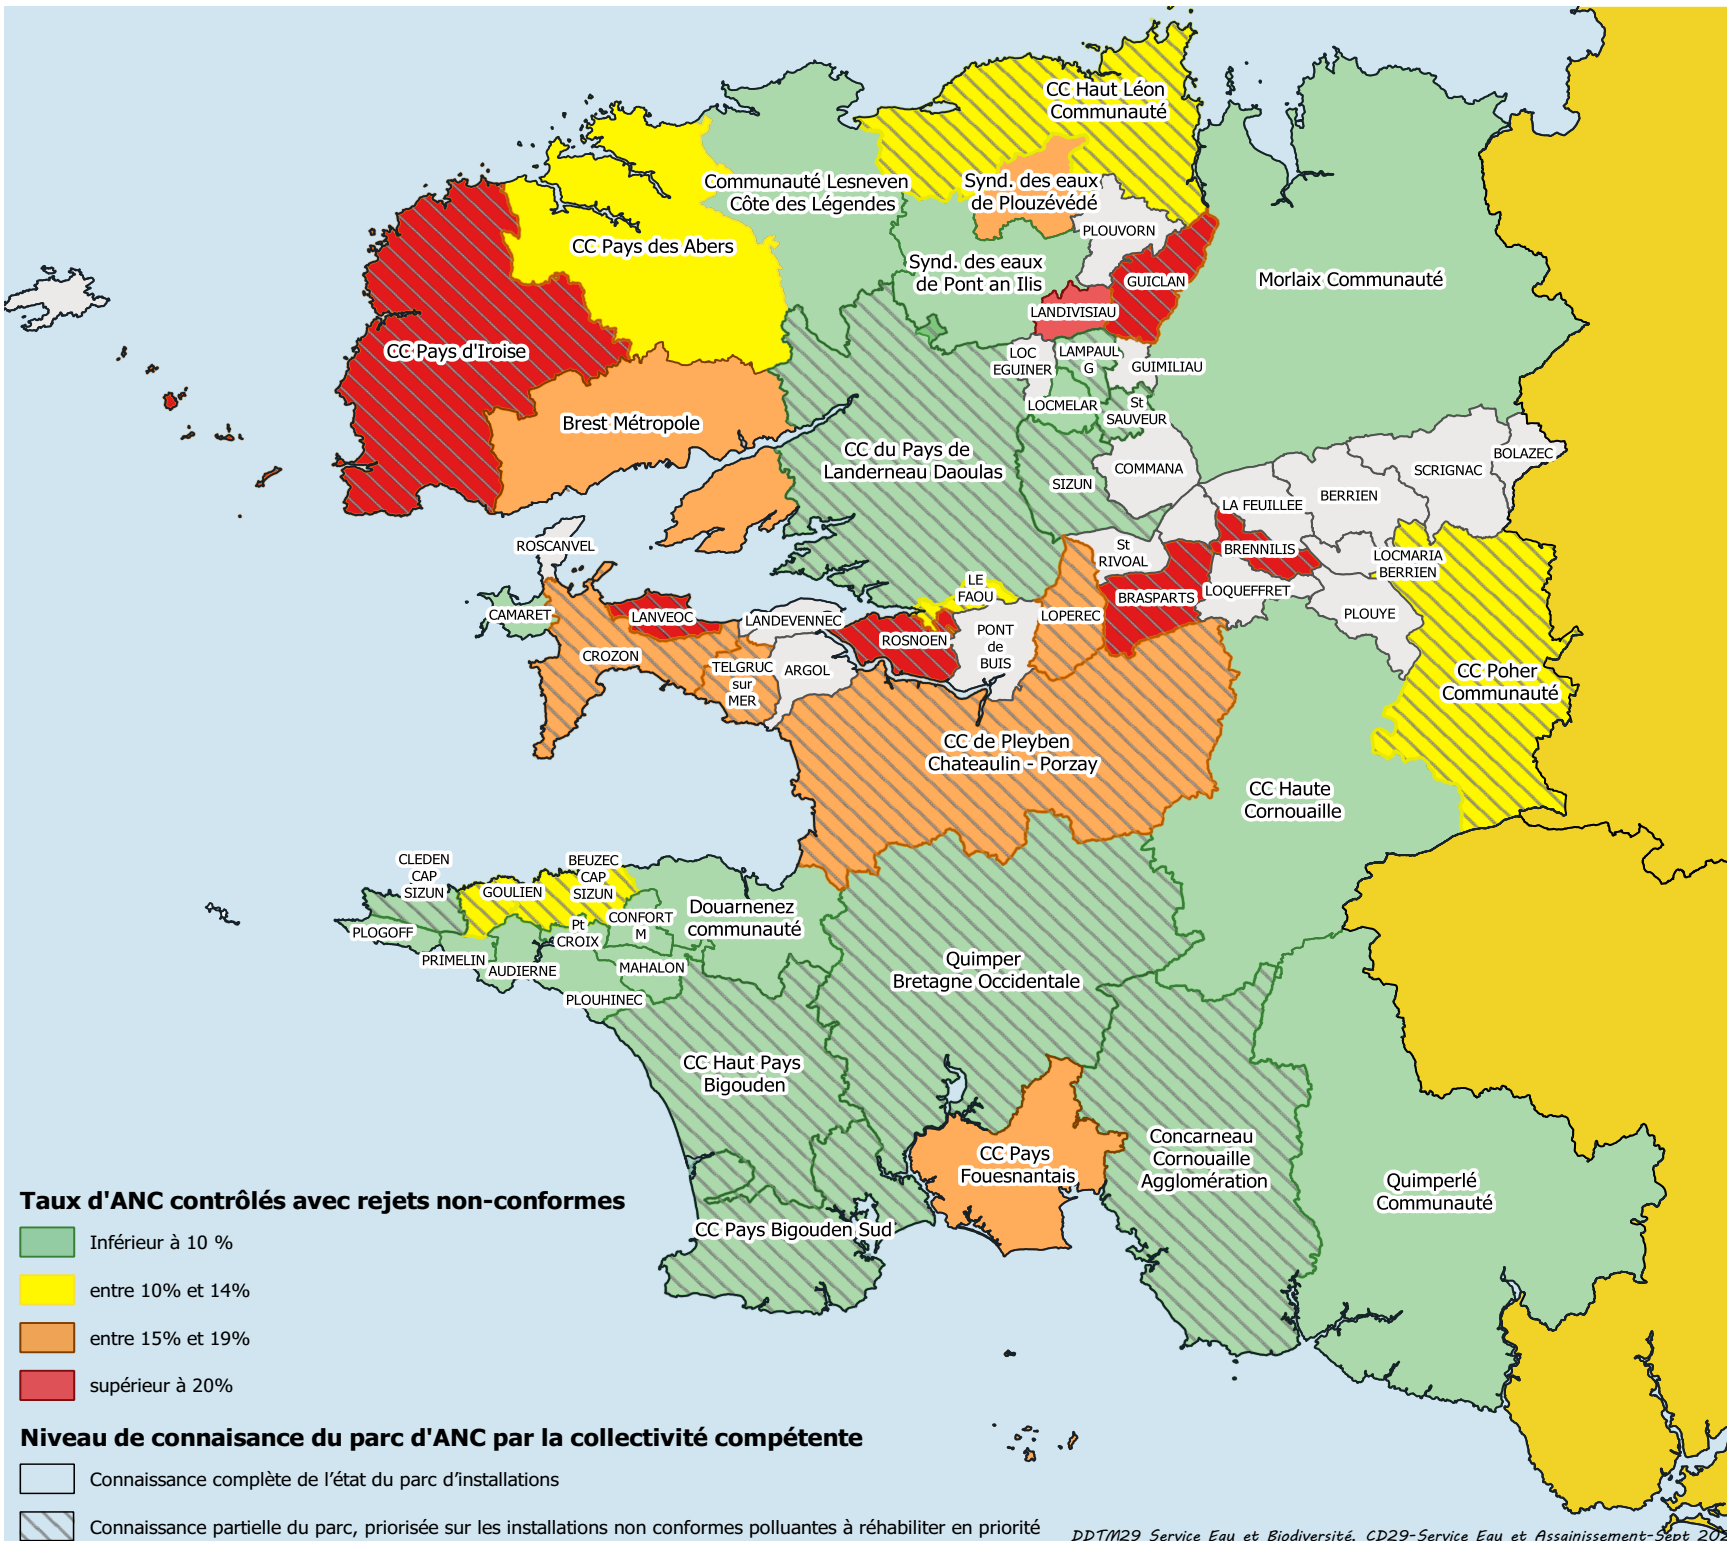 CC Haut Léon
Communauté
Communauté Lesneven
Côte des Légendes
Synd. des eaux
de Plouzévédé
PLOUVORN
CC Pays des Abers
Synd. des eaux
de Pont an Ilis
GUICLAN
Morlaix Communauté
LANDIVISIAU
CC Pays d'Iroise
LOC
EGUINER
LAMPAUL
G
GUIMILIAU
LOCMELAR
St
SAUVEUR
Brest Métropole
CC du Pays de
Landerneau Daoulas
SIZUN
COMMANA
BOLAZEC
SCRIGNAC
BERRIEN
LA FEUILLEE
ROSCANVEL
St
RIVOAL
BRENNILIS
LOCMARIA
BERRIEN
LE
FAOU
BRASPARTS
LOQUEFFRET
PLOUYE
CAMARET
LANVEOC
LANDEVENNEC
LOPEREC
ROSNOEN
PONT
de
BUIS
CROZON
TELGRUC
sur
MER
ARGOL
CC Poher
Communauté
CC de Pleyben
Chateaulin - Porzay
CC Haute
Cornouaille
CLEDEN
CAP
SIZUN
GOULIEN
BEUZEC
CAP
SIZUN
Douarnenez
communauté
CONFORT
M
PLOGOFF
Pt
CROIX
PRIMELIN
AUDIERNE
MAHALON
PLOUHINEC
Quimper
Bretagne Occidentale
CC Haut Pays
Bigouden
CC Pays
Fouesnantais
Concarneau
Cornouaille
Agglomération
Quimperlé
Communauté
CC Pays Bigouden Sud
Taux d'ANC contrôlés avec rejets non-conformes
Inférieur à 10 %
entre 10% et 14%
entre 15% et 19%
supérieur à 20%
Niveau de connaisance du parc d'ANC par la collectivité compétente
Connaissance complète de l'état du parc d'installations
Connaissance partielle du parc, priorisée sur les installations non conformes polluantes à réhabiliter en priorité
DDTM29 Service Eau et Biodiversité, CD29-Service Eau et Assainissement-Sept